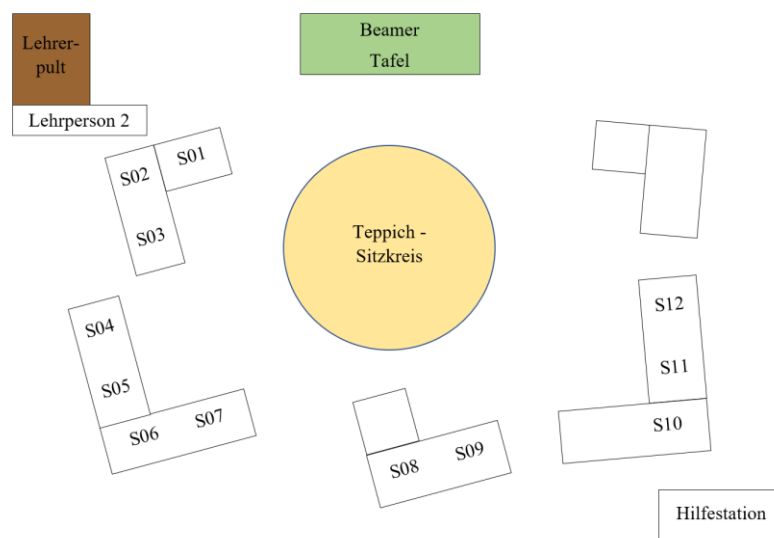 Lehrer-
pult
Beamer
Tafel
Lehrperson 2
S01
S02
S03
Teppich -
Sitzkreis
S04
S05
S06
S07
S08
S09
S12
S11
S10
Hilfestation